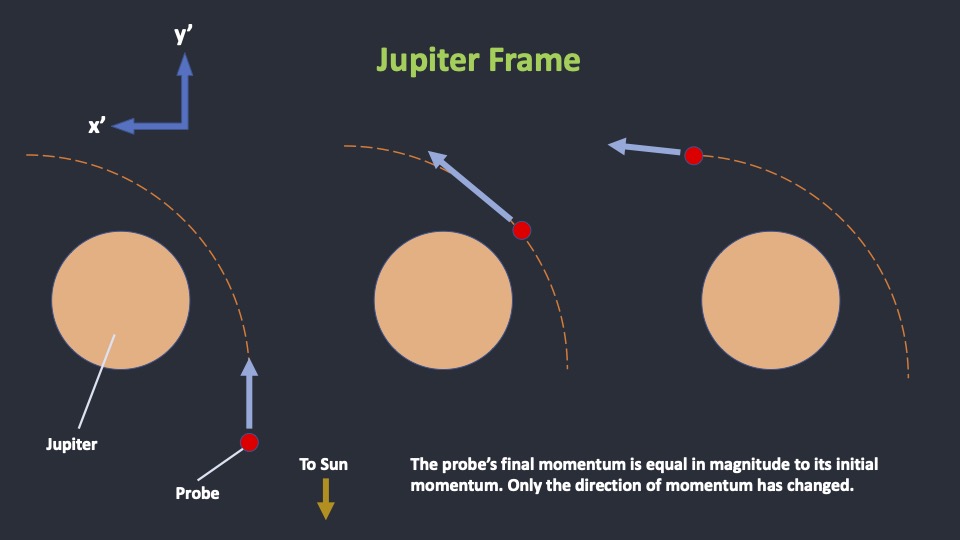 y’
Jupiter Frame
x’
Jupiter
Probe
To Sun
The probe’s final momentum is equal in magnitude to its initial
momentum. Only the direction of momentum has changed.